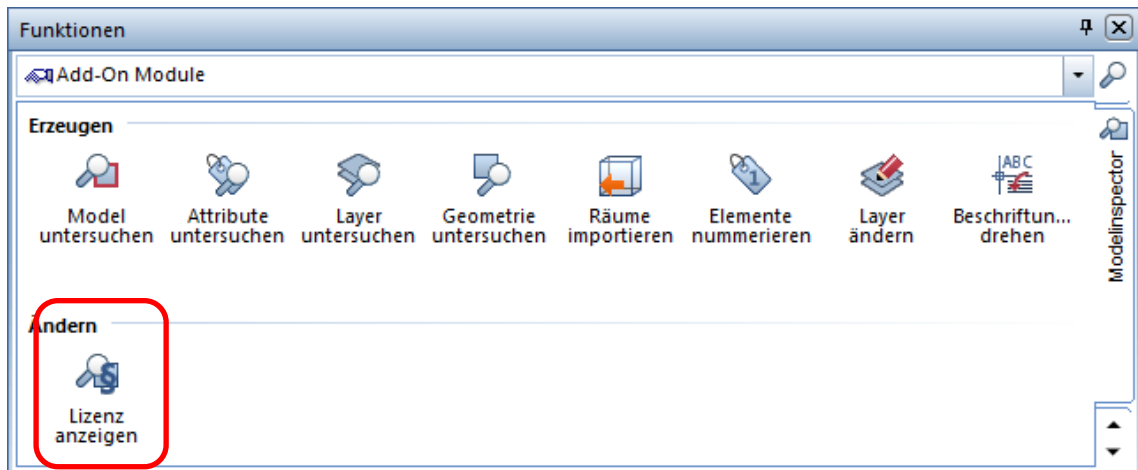 Funktionen
Add-On Module
Erzeugen
Model untersuchen
Attribute untersuchen
Layer untersuchen
Geometrie untersuchen
Räume importieren
Elemente nummerieren
Layer ändern
Beschriftun... drehen
ABC
1
Modelinspector
Ändern
§
Lizenz anzeigen